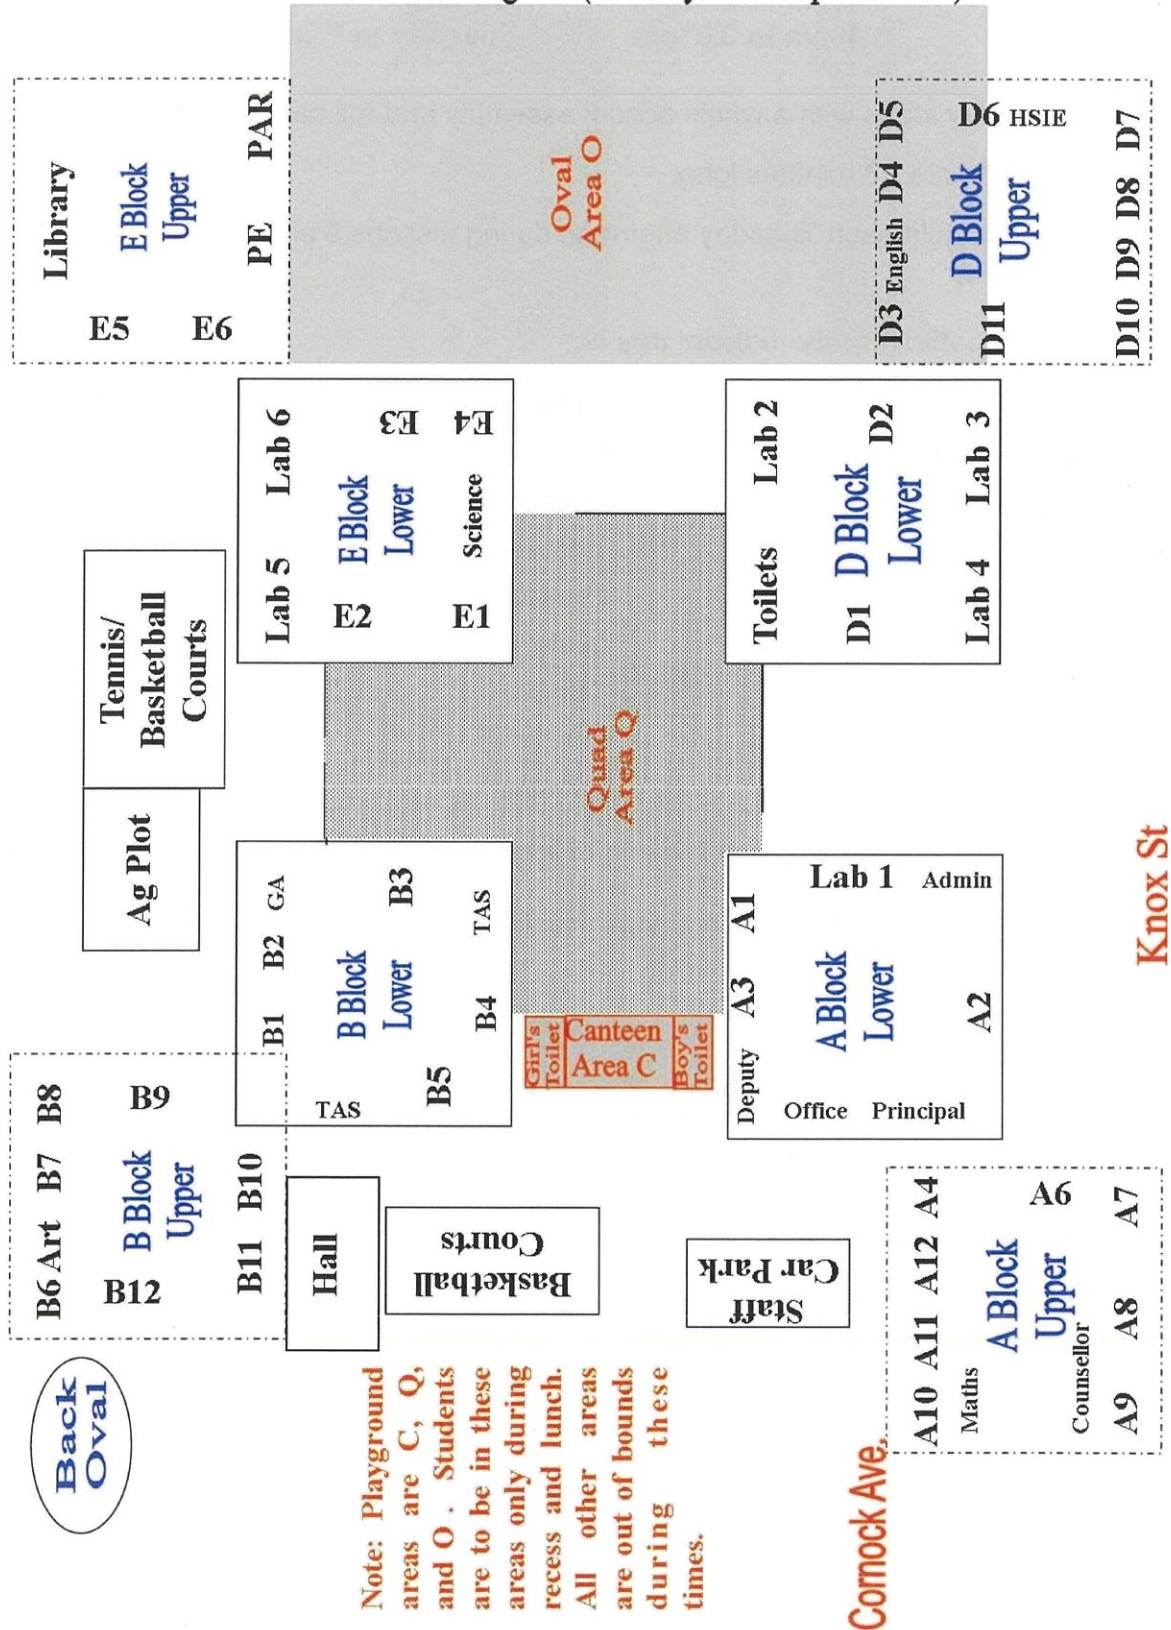 Back
Oval
B6 Art B7 B8
B12
B Block
Upper
B9
B11 B10
Ag Plot
Tennis/
Basketball
Courts
Library
E5
E Block
Upper
E6
PE PAR
Hall
B1 B2 GA
TAS
B Block
Lower
B3
B5
B4
TAS
Lab 5 Lab 6
E2
E Block
Lower
E3
E1
Science
E4
Note: Playground
areas are C, Q,
and O . Students
are to be in these
areas only during
recess and lunch.
All other areas
are out of bounds
during these
times.
Basketball
Courts
Girl's
Toilet
Canteen
Area C
Boy's
Toilet
Quad
Area Q
Oval
Area O
Staff
Car Park
Deputy
A3 A1
Office
A Block
Lower
Lab 1
Principal
Admin
A2
Toilets Lab 2
D1
D Block
Lower
D2
Lab 4 Lab 3
D3 English D4 D5
D11
D Block
Upper
D6 HSIE
D10 D9 D8 D7
Cornock Ave.
A10 A11 A12 A4
Maths
A Block
Upper
A6
Counsellor
A9 A8 A7
Knox St